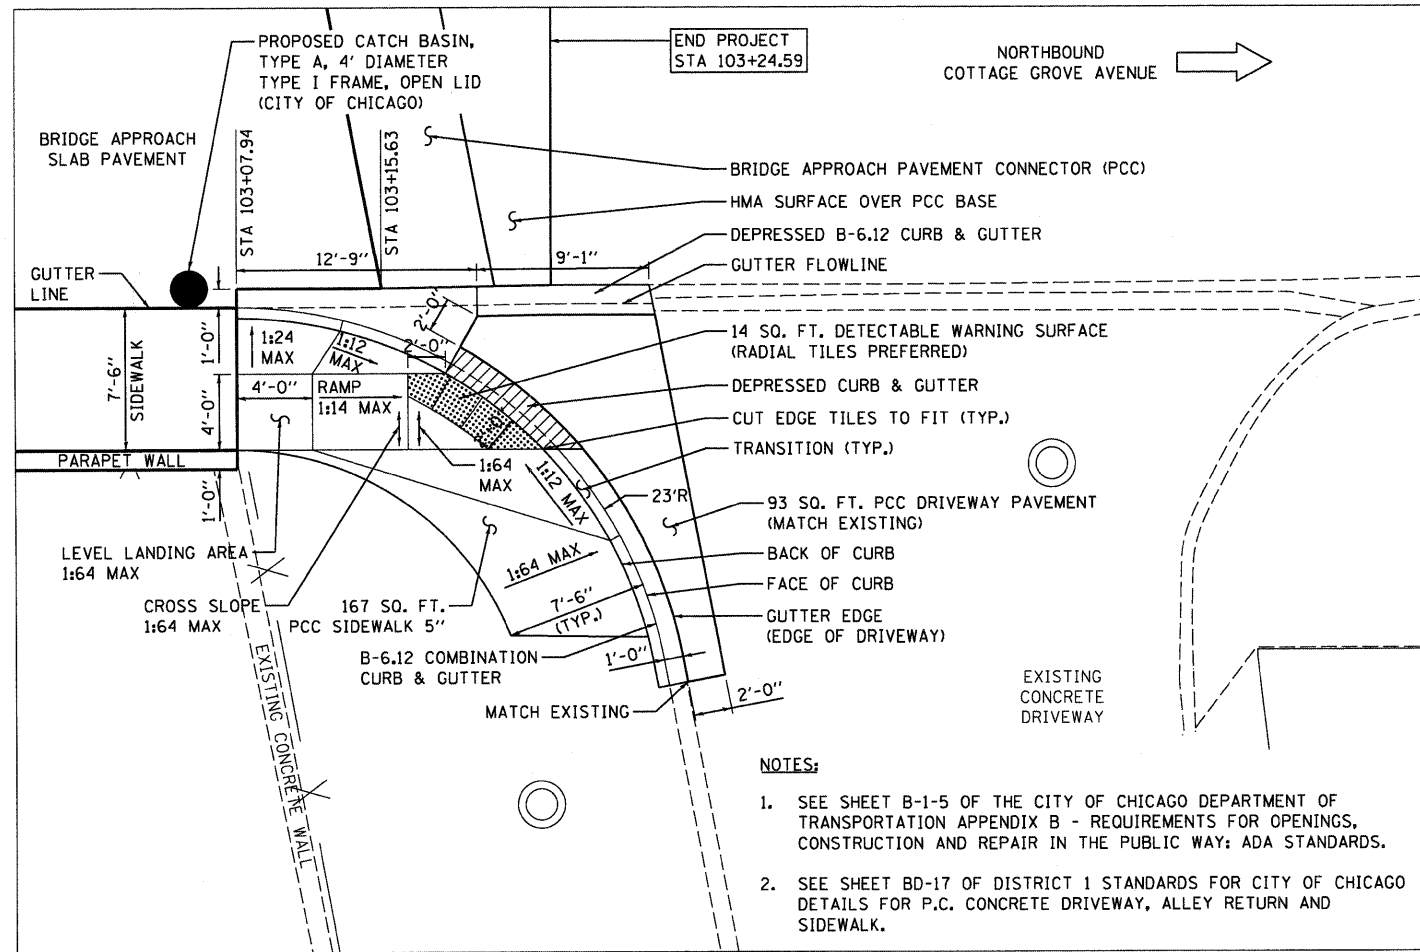 PROPOSED CATCH BASIN,
TYPE A, 4' DIAMETER
TYPE I FRAME, OPEN LID
(CITY OF CHICAGO)
END PROJECT
STA 103+24.59
NORTHBOUND
COTTAGE GROVE AVENUE
BRIDGE APPROACH
SLAB PAVEMENT
STA 103+07.94
STA 103+15.63
BRIDGE APPROACH PAVEMENT CONNECTOR (PCC)
HMA SURFACE OVER PCC BASE
DEPRESSED B-6.12 CURB & GUTTER
12'-9"
9'-1"
GUTTER FLOWLINE
GUTTER
LINE
2'-0"
14 SQ. FT. DETECTABLE WARNING SURFACE
(RADIAL TILES PREFERRED)
7'-6"
SIDEWALK
1'-0"
1:24
MAX
1:12
MAX
2'-0"
4'-0"
4'-0"
RAMP
1:14 MAX
DEPRESSED CURB & GUTTER
CUT EDGE TILES TO FIT (TYP.)
TRANSITION (TYP.)
PARAPET WALL
1'-0"
1:64
MAX
1:12 MAX
23'R
93 SQ. FT. PCC DRIVEWAY PAVEMENT
(MATCH EXISTING)
LEVEL LANDING AREA
1:64 MAX
1:64 MAX
BACK OF CURB
FACE OF CURB
CROSS SLOPE
1:64 MAX
167 SQ. FT.
PCC SIDEWALK 5"
7'-6"
(TYP.)
GUTTER EDGE
(EDGE OF DRIVEWAY)
B-6.12 COMBINATION
CURB & GUTTER
1'-0"
2'-0"
MATCH EXISTING
EXISTING CONCRETE WALL
EXISTING
CONCRETE
DRIVEWAY
NOTES:
1. SEE SHEET B-1-5 OF THE CITY OF CHICAGO DEPARTMENT OF
TRANSPORTATION APPENDIX B - REQUIREMENTS FOR OPENINGS,
CONSTRUCTION AND REPAIR IN THE PUBLIC WAY: ADA STANDARDS.
2. SEE SHEET BD-17 OF DISTRICT 1 STANDARDS FOR CITY OF CHICAGO
DETAILS FOR P.C. CONCRETE DRIVEWAY, ALLEY RETURN AND
SIDEWALK.